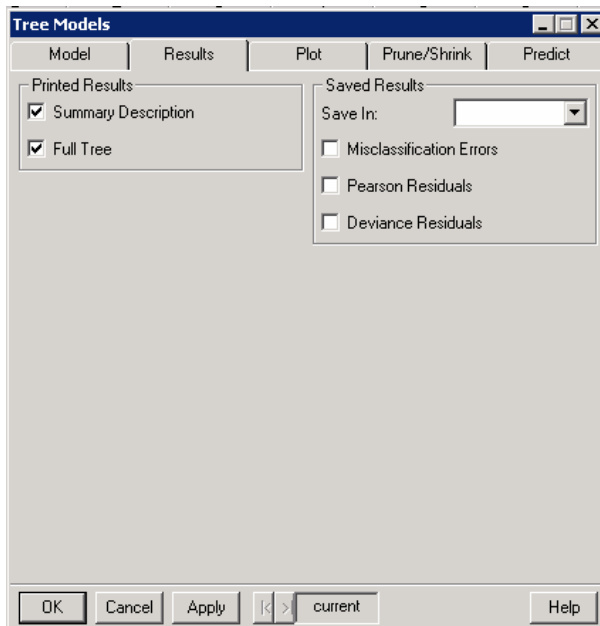 Tree Models
Model Results Plot Prune/Shrink Predict
Printed Results
Summary Description
Full Tree
Saved Results
Save In:
Misclassification Errors
Pearson Residuals
Deviance Residuals
OK Cancel Apply current Help